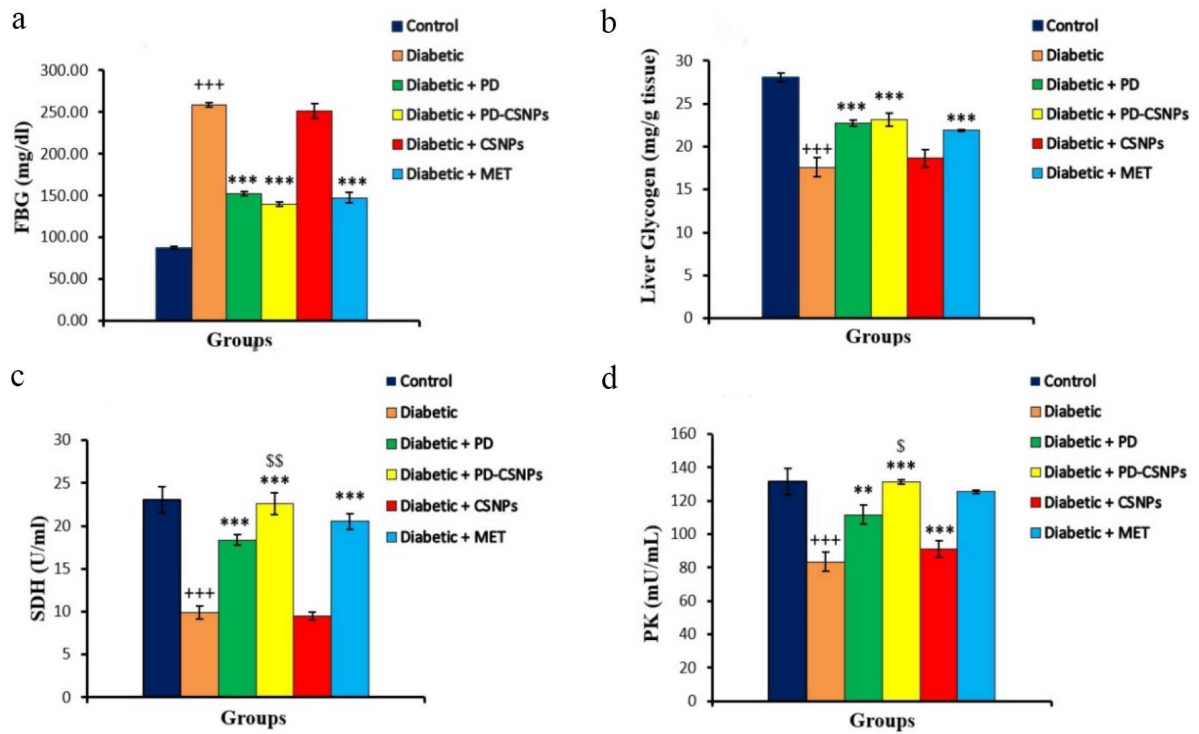 a
Control
Diabetic
Diabetic + PD
Diabetic + PD-CSNPs
Diabetic + CSNPs
Diabetic + MET
FBG (mg/dl)
300.00
250.00
200.00
150.00
100.00
50.00
0.00
+++
***
***
***
Groups
b
Control
Diabetic
Diabetic + PD
Diabetic + PD-CSNPs
Diabetic + CSNPs
Diabetic + MET
Liver Glycogen (mg/g tissue)
30
25
20
15
10
5
0
+++
***
***
***
Groups
c
Control
Diabetic
Diabetic + PD
Diabetic + PD-CSNPs
Diabetic + CSNPs
Diabetic + MET
SDH (U/ml)
30
25
20
15
10
5
0
+++
***
$$
***
***
Groups
d
Control
Diabetic
Diabetic + PD
Diabetic + PD-CSNPs
Diabetic + CSNPs
Diabetic + MET
PK (mU/mL)
160
140
120
100
80
60
40
20
0
+++
**
$
***
***
Groups